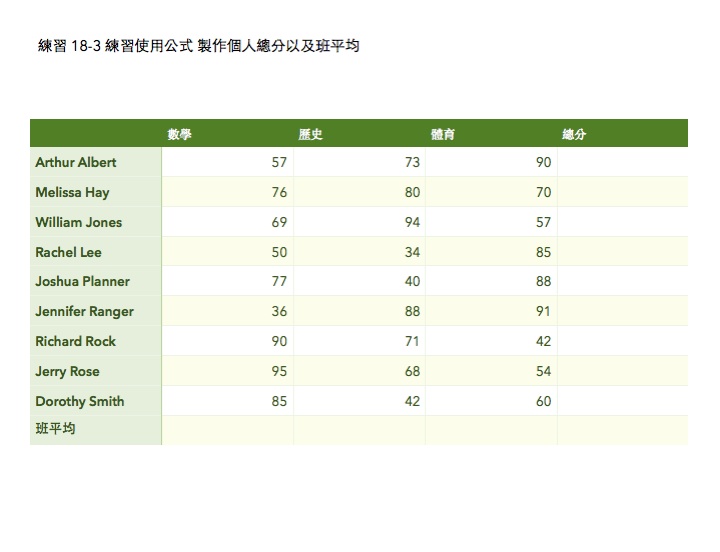 練習 18-3 練習使用公式 製作個人總分以及班平均
數學 歷史 體育 總分
Arthur Albert 57 73 90
Melissa Hay 76 80 70
William Jones 69 94 57
Rachel Lee 50 34 85
Joshua Planner 77 40 88
Jennifer Ranger 36 88 91
Richard Rock 90 71 42
Jerry Rose 95 68 54
Dorothy Smith 85 42 60
班平均